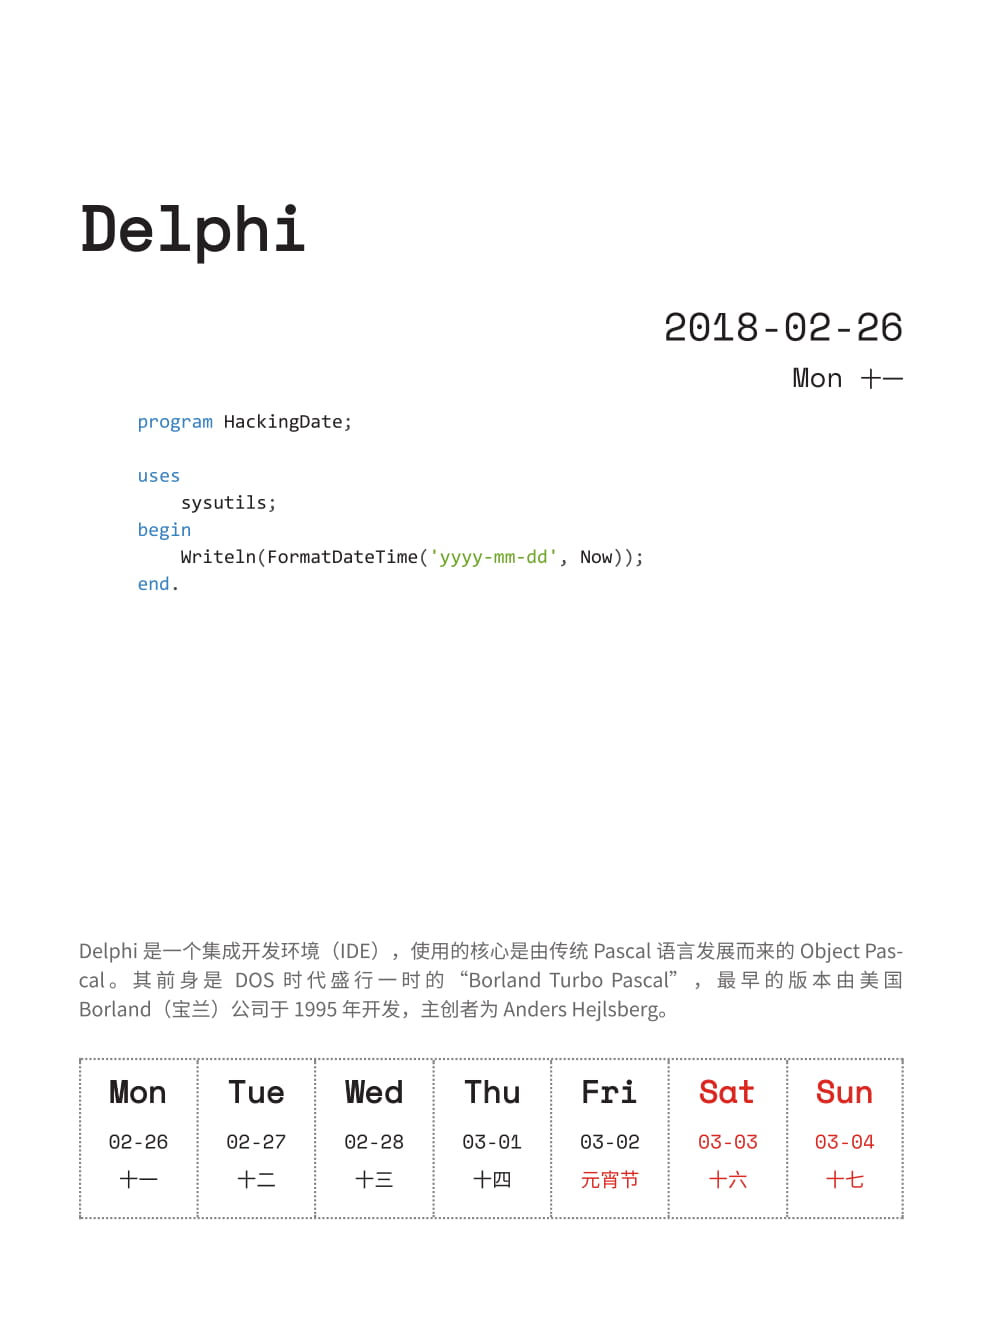 Delphi
2018-02-26
Mon 十一
program HackingDate;
uses
    sysutils;
begin
    Writeln(FormatDateTime('yyyy-mm-dd', Now));
end.
Delphi 是一个集成开发环境（IDE），使用的核心是由传统 Pascal 语言发展而来的 Object Pas-
cal。其前身是 DOS 时代盛行一时的“Borland Turbo Pascal”，最早的版本由美国
Borland（宝兰）公司于 1995 年开发，主创者为 Anders Hejlsberg。
Mon Tue Wed Thu Fri Sat Sun
02-26 02-27 02-28 03-01 03-02 03-03 03-04
十一 十二 十三 十四 元宵节 十六 十七